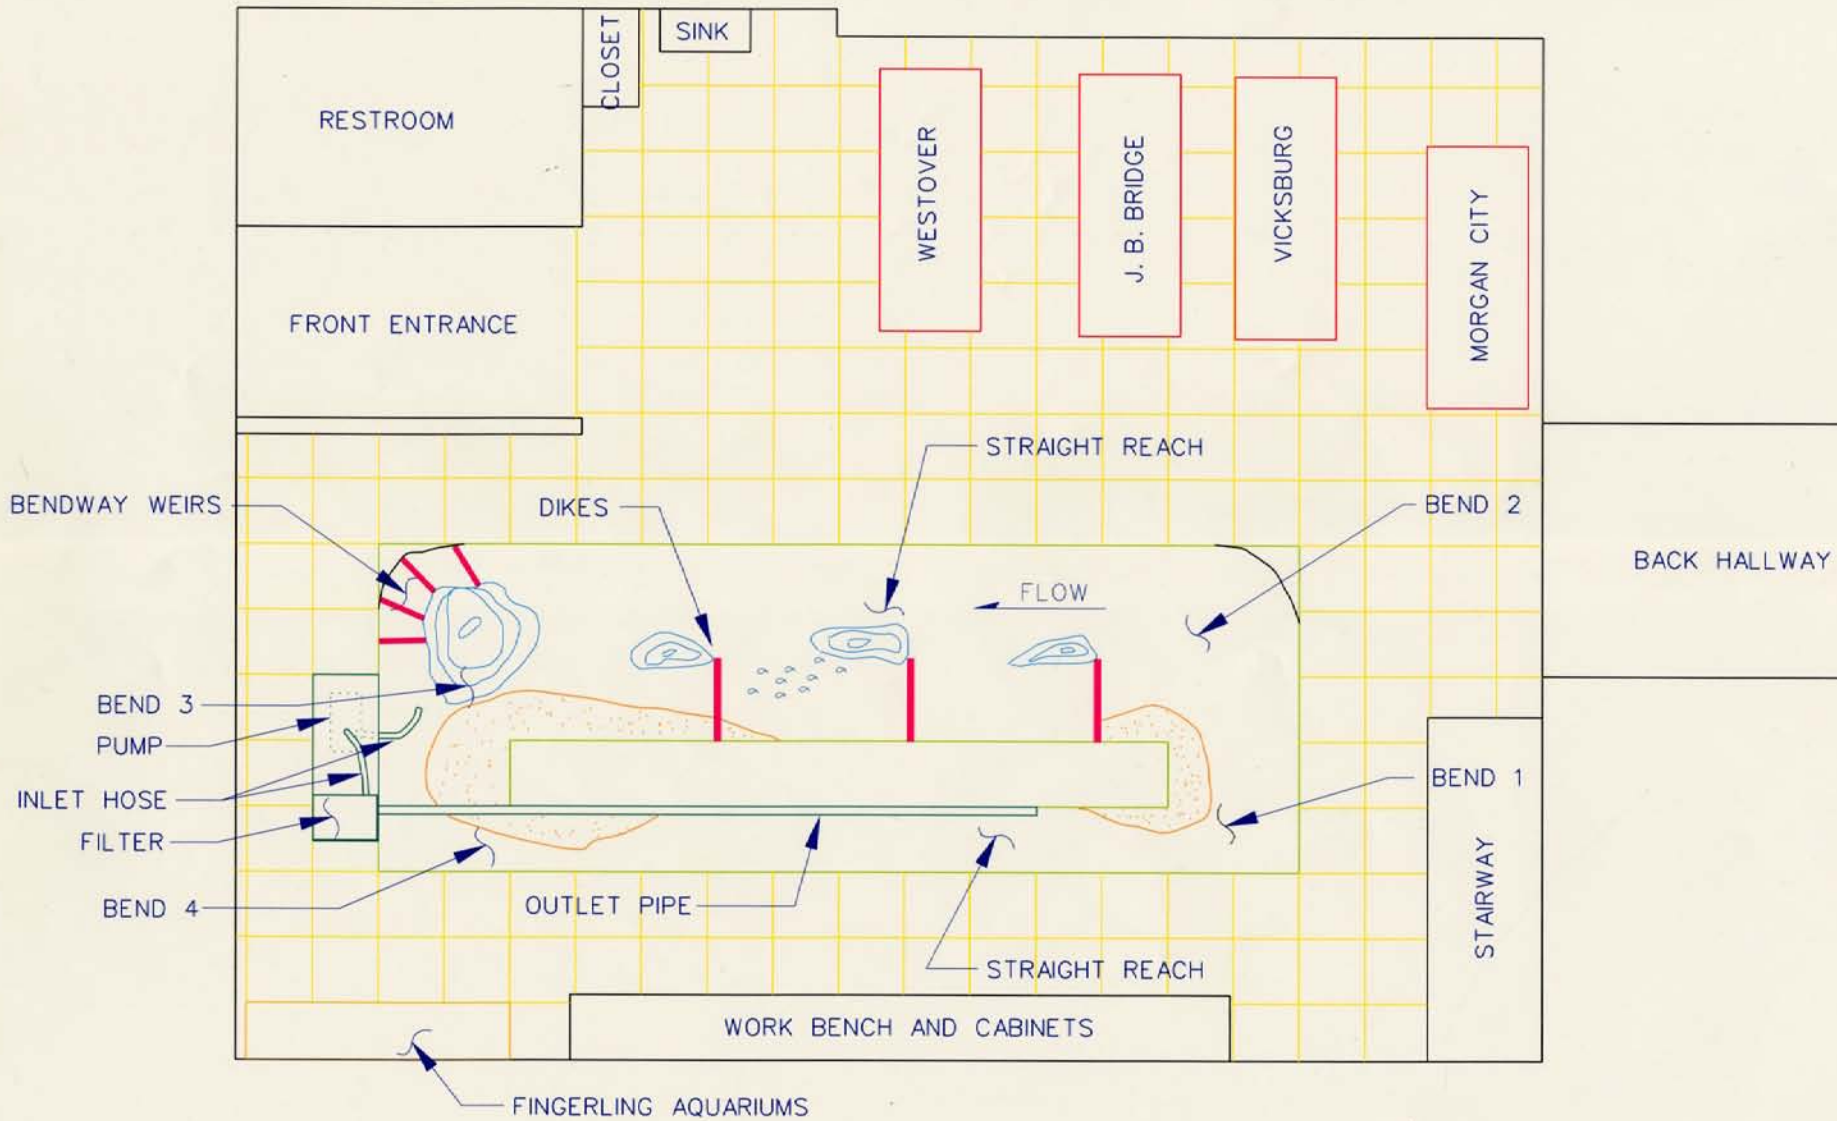 CLOSET
SINK
RESTROOM
WESTOVER
J. B. BRIDGE
VICKSBURG
MORGAN CITY
FRONT ENTRANCE
STRAIGHT REACH
BENDWAY WEIRS
DIKES
BEND 2
BACK HALLWAY
FLOW
BEND 3
PUMP
BEND 1
INLET HOSE
FILTER
BEND 4
OUTLET PIPE
STAIRWAY
STRAIGHT REACH
WORK BENCH AND CABINETS
FINGERLING AQUARIUMS